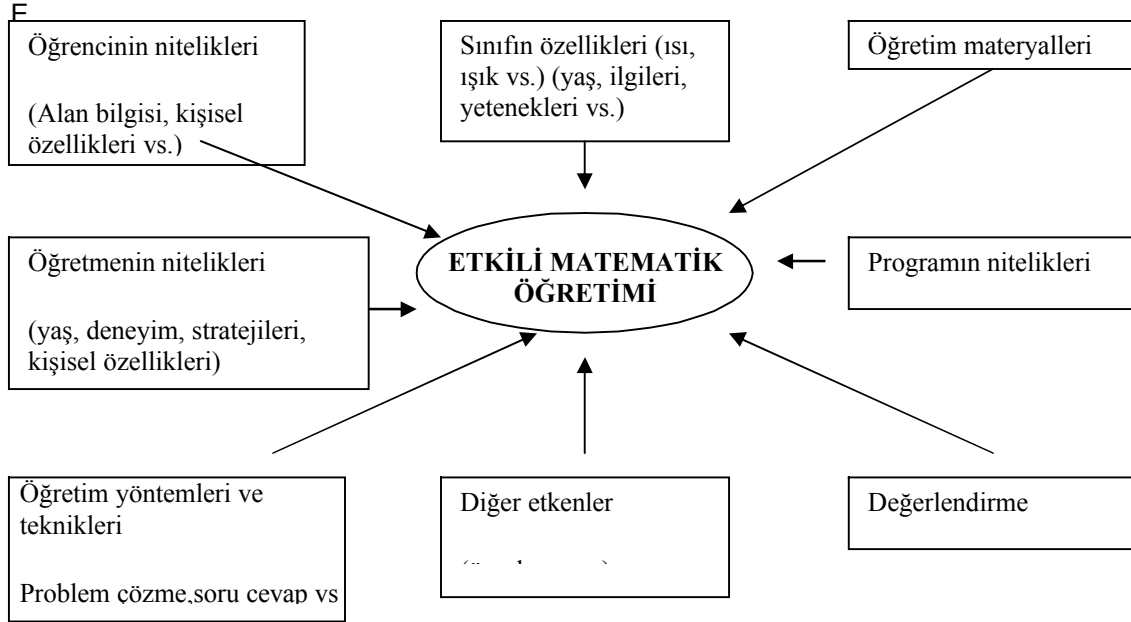 Öğrencinin nitelikleri
(Alan bilgisi, kişisel
özellikleri vs.)
Sınıfın özellikleri (ısı,
ışık vs.) (yaş, ilgileri,
yetenekleri vs.)
Öğretim materyalleri
Öğretmenin nitelikleri
(yaş, deneyim, stratejileri,
kişisel özellikleri)
ETKİLİ MATEMATİK
ÖĞRETİMİ
Programın nitelikleri
Öğretim yöntemleri ve
teknikleri
Problem çözme,soru cevap vs
Diğer etkenler
Değerlendirme